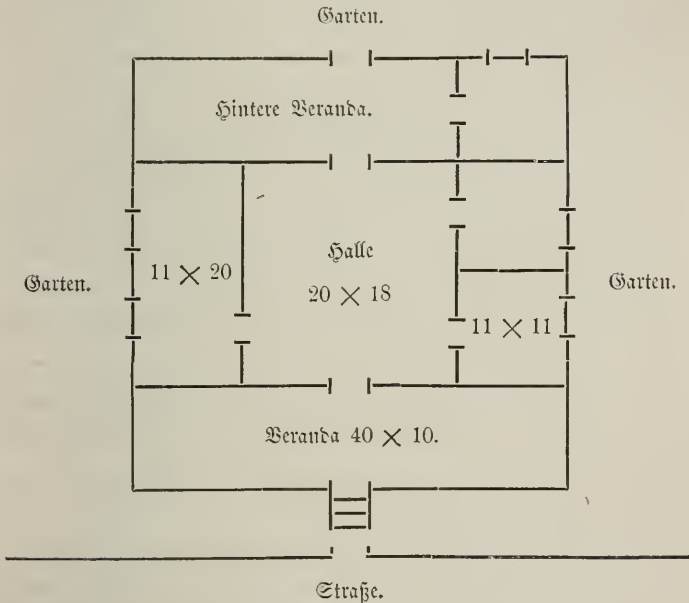 Garten.
Hintere Veranda.
Halle
11 × 20
Garten.
Garten.
20 × 18
11 × 11
Veranda 40 × 10.
Straße.